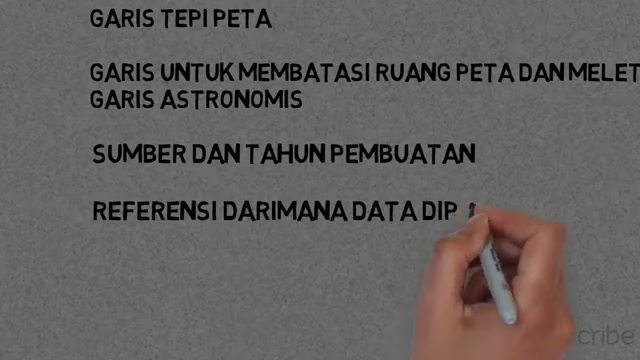 GARIS TEPI PETA
GARIS UNTUK MEMBATASI RUANG PETA DAN MELET
GARIS ASTRONOMIS
SUMBER DAN TAHUN PEMBUATAN
REFERENSI DARIMANA DATA DIP
cribe